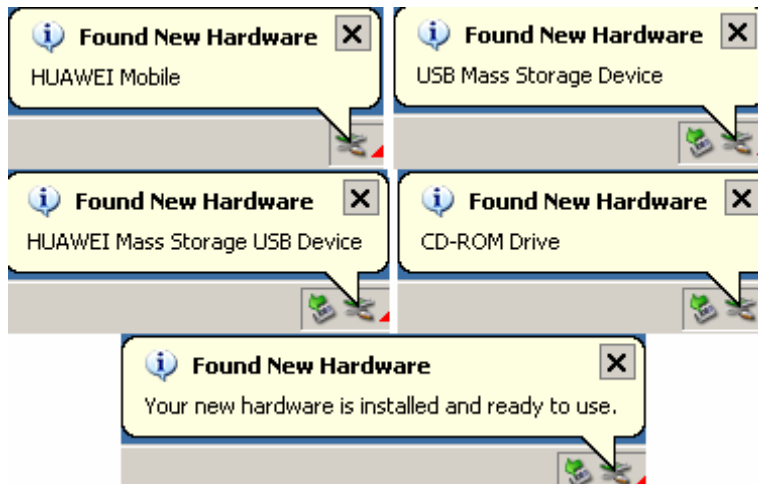 Found New Hardware
HUAWEI Mobile
Found New Hardware
USB Mass Storage Device
Found New Hardware
HUAWEI Mass Storage USB Device
Found New Hardware
CD-ROM Drive
Found New Hardware
Your new hardware is installed and ready to use.